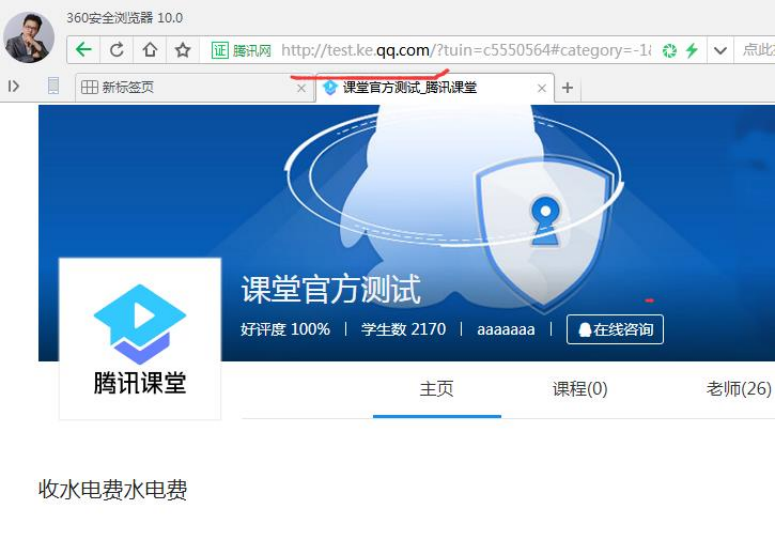 360安全浏览器 10.0
证 腾讯网 http://test.ke.qq.com/?tuin=c5550564#category=-1& 点此
新标签页 × 课堂官方测试_腾讯课堂 × +
课堂官方测试
好评度 100% | 学生数 2170 | aaaaaaa | 在线咨询
腾讯课堂
主页 课程(0) 老师(26)
收水电费水电费